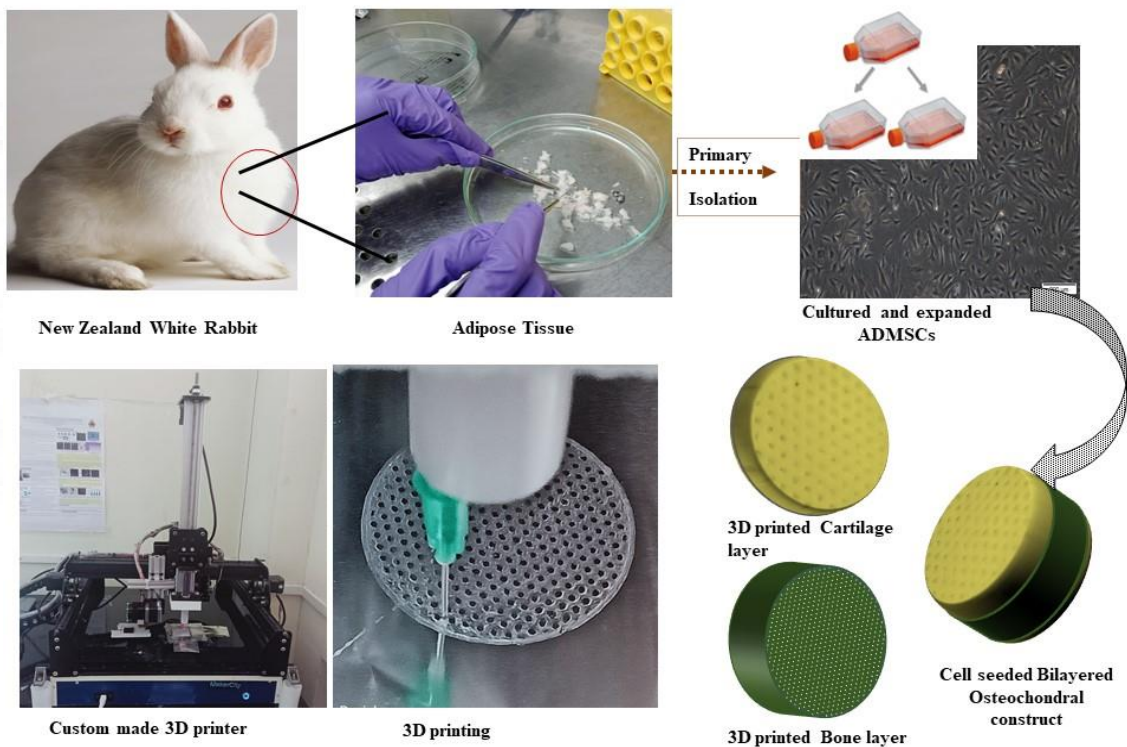 Primary
Isolation
New Zealand White Rabbit
Adipose Tissue
Cultured and expanded
ADMSCs
3D printed Cartilage
layer
Cell seeded Bilayered
Osteochondral
construct
Custom made 3D printer
3D printing
3D printed Bone layer